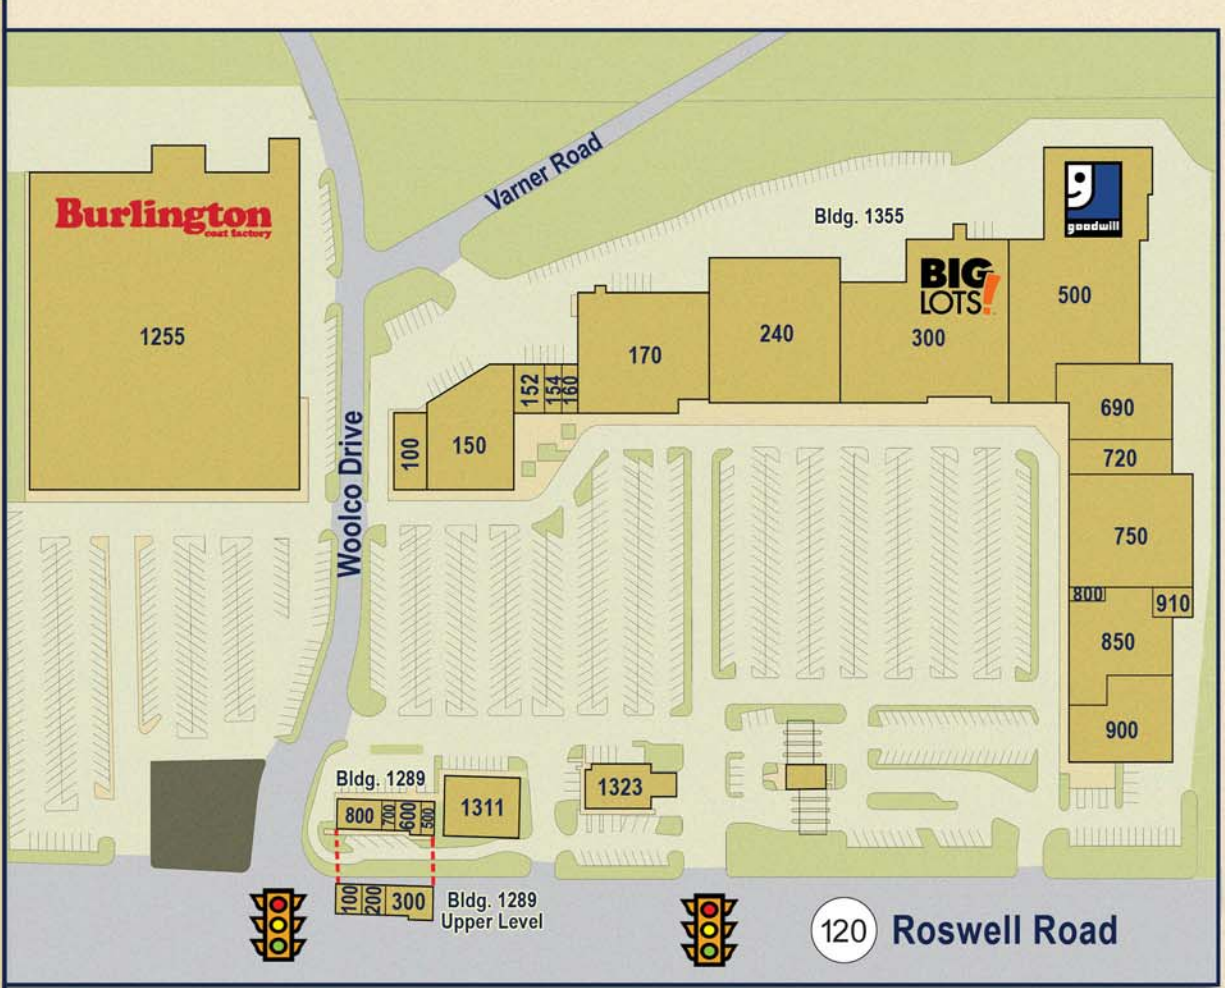 Varner Road
Burlington
coat factory
1255
Woolco Drive
Bldg. 1355
goodwill
BIG
LOTS!
500
300
240
170
152
154
160
150
100
690
720
750
800
910
850
900
Bldg. 1289
800
700
600
500
1311
1323
100
200
300
Bldg. 1289
Upper Level
120
Roswell Road